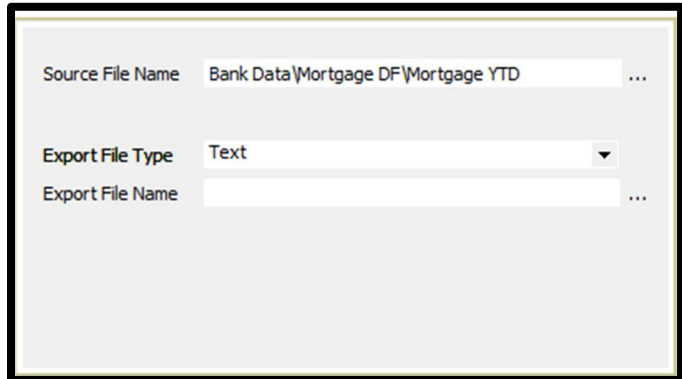 Source File Name Bank Data\Mortgage DF\Mortgage YTD ...
Export File Type Text
Export File Name ...